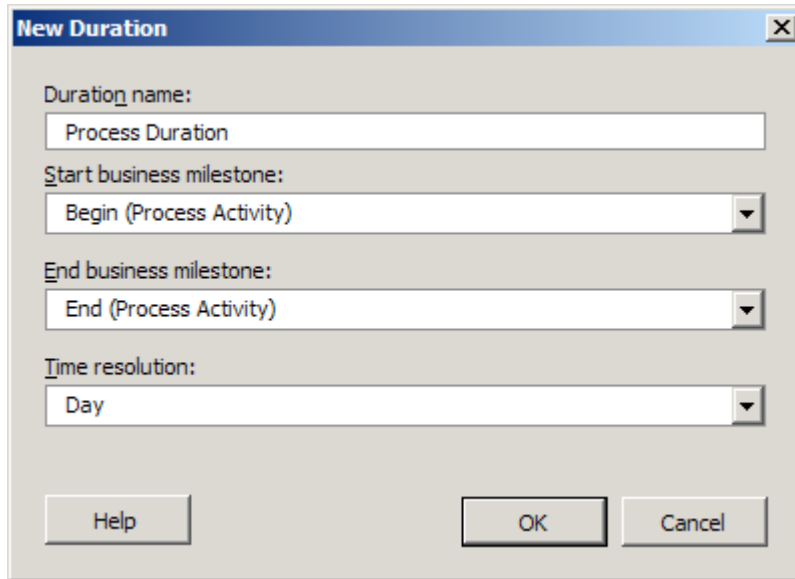 New Duration
Duration name:
Process Duration
Start business milestone:
Begin (Process Activity)
End business milestone:
End (Process Activity)
Time resolution:
Day
Help OK Cancel